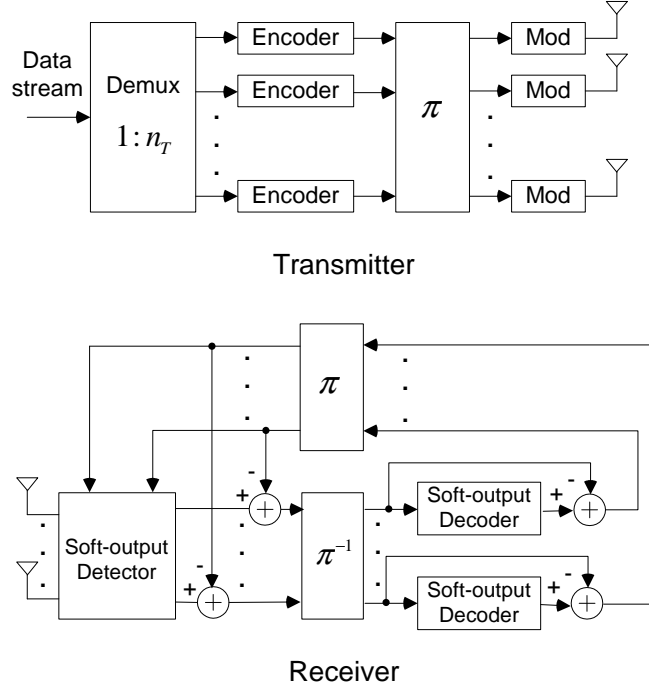 Data
stream
Demux
1:n_T
Encoder
Encoder
Encoder
π
Mod
Mod
Mod
Transmitter
π
Soft-output
Detector
-
+
-
+
π⁻¹
Soft-output
Decoder
+
-
Soft-output
Decoder
+
-
Receiver